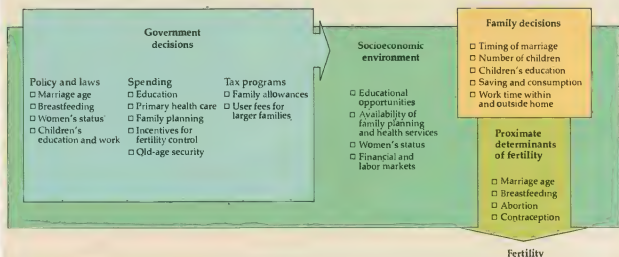 Government
decisions
Policy and laws
□ Marriage age
□ Breastfeeding
□ Women's status
□ Children's
education and work
Spending
□ Education
□ Primary health care
□ Family planning
□ Incentives for
fertility control
□ Old-age security
Tax programs
□ Family allowances
□ User fees for
larger families
Socioeconomic
environment
□ Educational
opportunities
□ Availability of
family planning
and health services
□ Women's status
□ Financial and
labor markets
Family decisions
□ Timing of marriage
□ Number of children
□ Children's education
□ Saving and consumption
□ Work time within
and outside home
Proximate
determinants
of fertility
□ Marriage age
□ Breastfeeding
□ Abortion
□ Contraception
Fertility